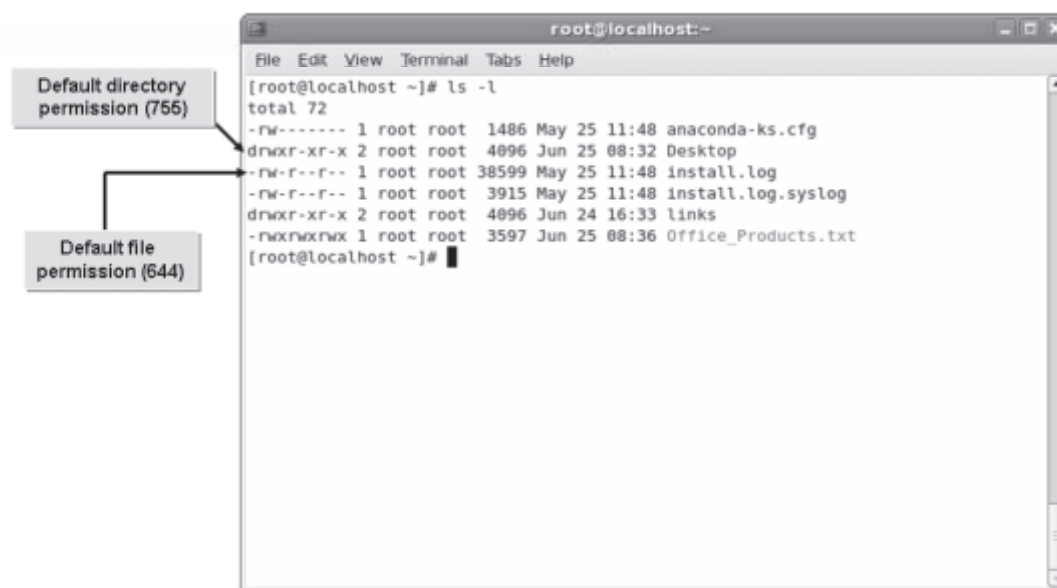 root@localhost:~
File Edit View Terminal Tabs Help
Default directory
permission (755)
[root@localhost ~]# ls -l
total 72
-rw------- 1 root root 1486 May 25 11:48 anaconda-ks.cfg
drwxr-xr-x 2 root root 4096 Jun 25 08:32 Desktop
-rw-r--r-- 1 root root 38599 May 25 11:48 install.log
-rw-r--r-- 1 root root 3915 May 25 11:48 install.log.syslog
drwxr-xr-x 2 root root 4096 Jun 24 16:33 links
-rwxrwxrwx 1 root root 3597 Jun 25 08:36 Office_Products.txt
[root@localhost ~]#
Default file
permission (644)